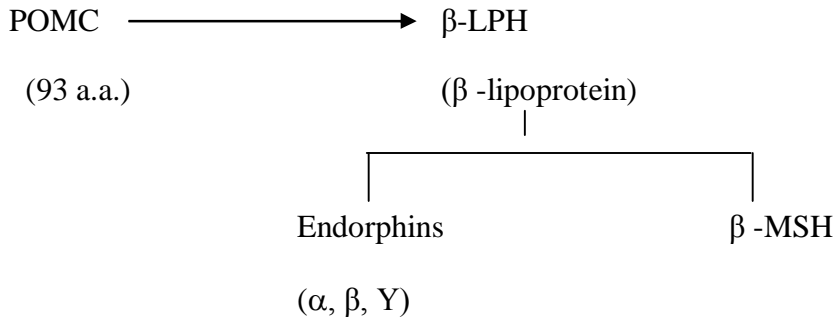 POMC β-LPH
(93 a.a.) (β -lipoprotein)
Endorphins β -MSH
(α, β, Y)